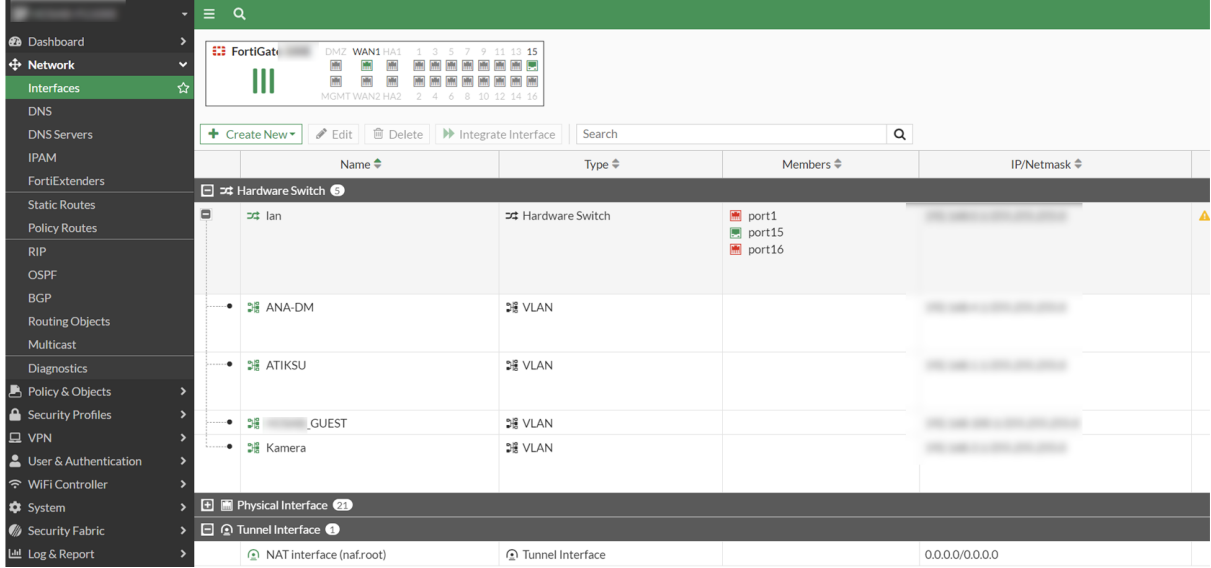 FortiGate
DMZ WAN1 HA1 1 3 5 7 9 11 13 15
MGMT WAN2 HA2 2 4 6 8 10 12 14 16
Dashboard
Network
Interfaces
DNS
DNS Servers
IPAM
FortiExtenders
Static Routes
Policy Routes
RIP
OSPF
BGP
Routing Objects
Multicast
Diagnostics
Policy & Objects
Security Profiles
VPN
User & Authentication
WiFi Controller
System
Security Fabric
Log & Report
Create New Edit Delete Integrate Interface Search
Name Type Members IP/Netmask
Hardware Switch 5
lan Hardware Switch port1
port15
port16
ANA-DM VLAN
ATIKSU VLAN
_GUEST VLAN
Kamera VLAN
Physical Interface 21
Tunnel Interface 1
NAT interface (naf.root) Tunnel Interface 0.0.0.0/0.0.0.0